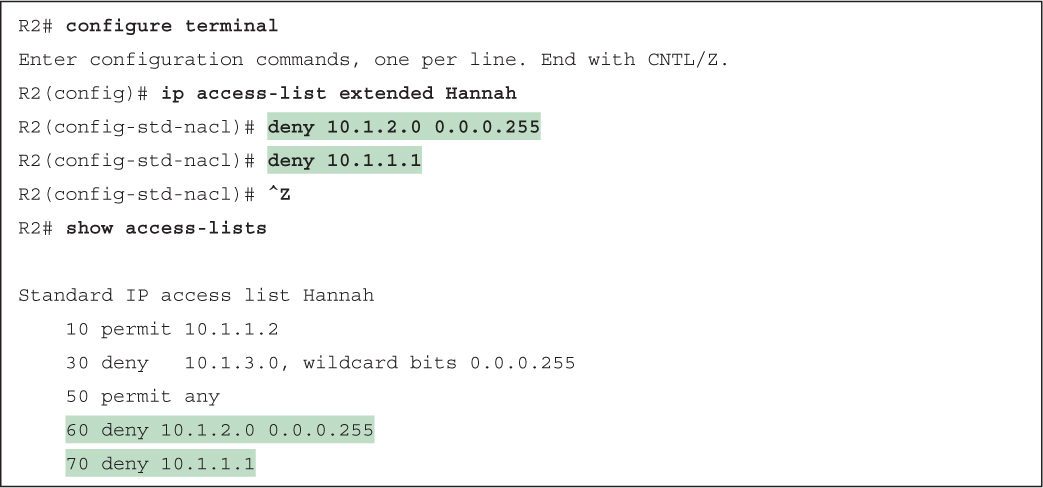 R2# configure terminal
Enter configuration commands, one per line. End with CNTL/Z.
R2(config)# ip access-list extended Hannah
R2(config-std-nacl)# deny 10.1.2.0 0.0.0.255
R2(config-std-nacl)# deny 10.1.1.1
R2(config-std-nacl)# ^Z
R2# show access-lists
Standard IP access list Hannah
10 permit 10.1.1.2
30 deny   10.1.3.0, wildcard bits 0.0.0.255
50 permit any
60 deny 10.1.2.0 0.0.0.255
70 deny 10.1.1.1